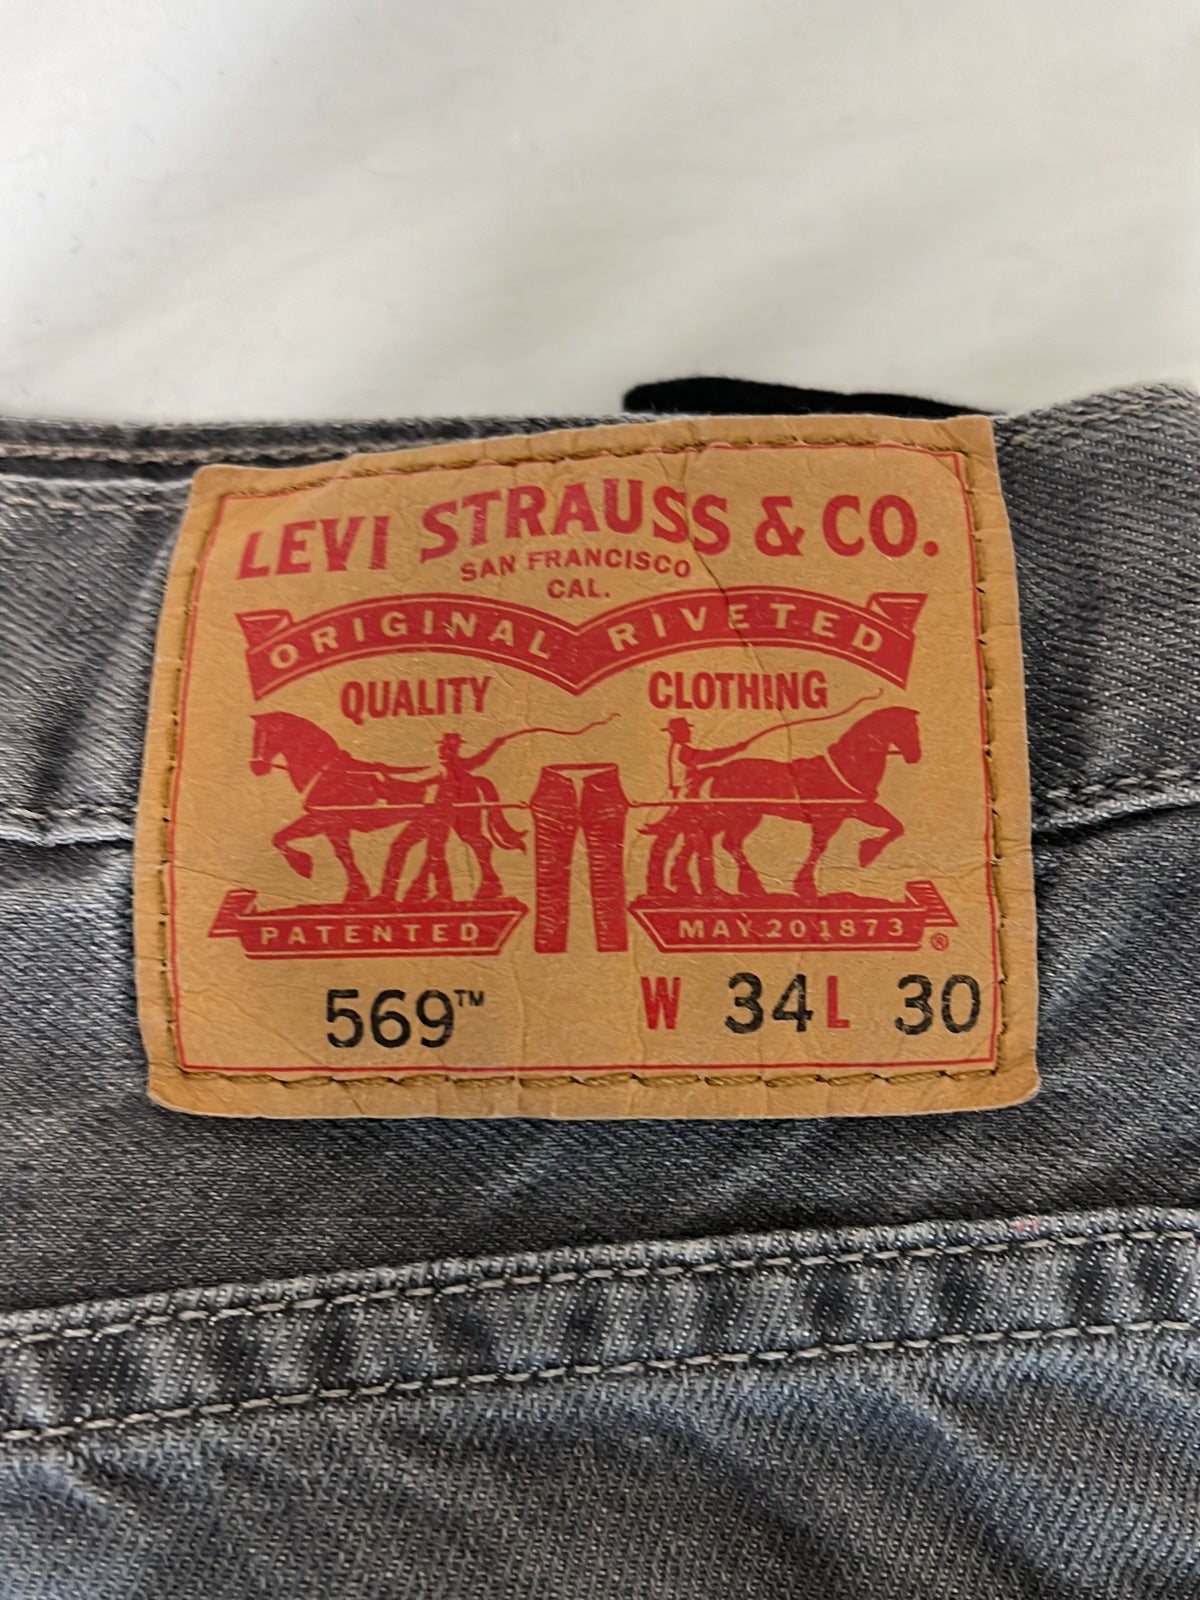 LEVI STRAUSS & CO.
SAN FRANCISCO
CAL.
ORIGINAL RIVETED
QUALITY CLOTHING
PATENTED MAY 20 1873 ®
569™ W 34 L 30